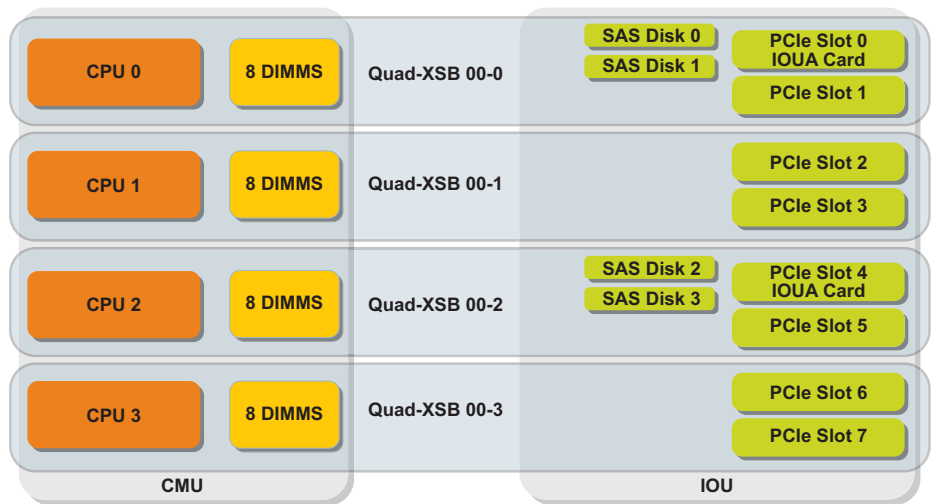 CPU 0
8 DIMMS
Quad-XSB 00-0
SAS Disk 0
SAS Disk 1
PCIe Slot 0
IOUA Card
PCIe Slot 1
CPU 1
8 DIMMS
Quad-XSB 00-1
PCIe Slot 2
PCIe Slot 3
CPU 2
8 DIMMS
Quad-XSB 00-2
SAS Disk 2
SAS Disk 3
PCIe Slot 4
IOUA Card
PCIe Slot 5
CPU 3
8 DIMMS
Quad-XSB 00-3
PCIe Slot 6
PCIe Slot 7
CMU
IOU